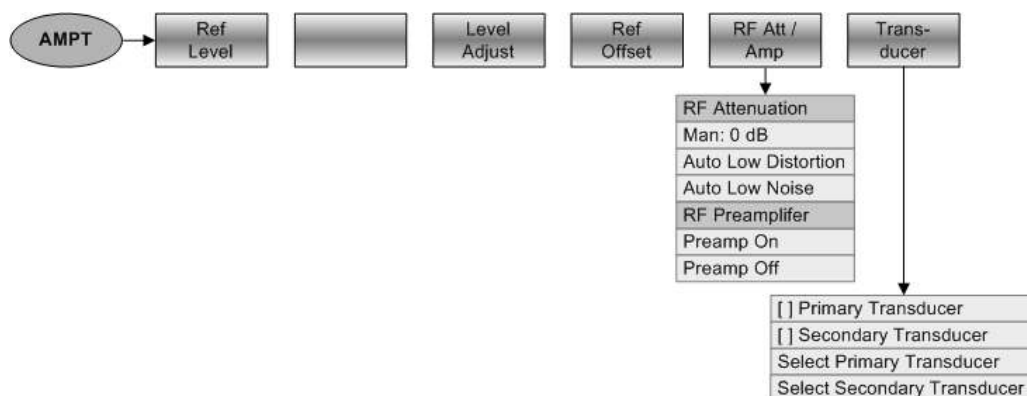 AMPT
Ref
Level
Level
Adjust
Ref
Offset
RF Att /
Amp
Trans-
ducer
RF Attenuation
Man: 0 dB
Auto Low Distortion
Auto Low Noise
RF Preamplifer
Preamp On
Preamp Off
[ ] Primary Transducer
[ ] Secondary Transducer
Select Primary Transducer
Select Secondary Transducer